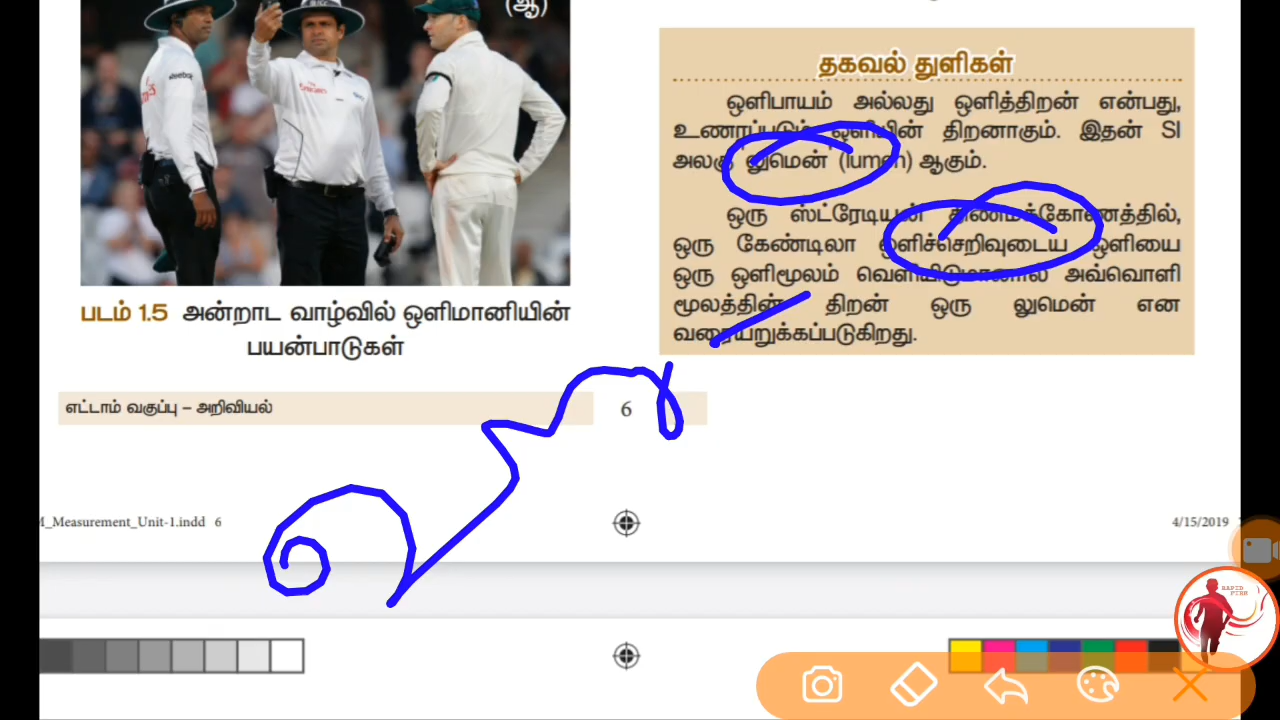 (ஆ)
Reebok
Emirates
படம் 1.5 அன்றாட வாழ்வில் ஒளிமானியின்
பயன்பாடுகள்
தகவல் துளிகள்
ஒளிபாயம் அல்லது ஒளித்திறன் என்பது,
உணரப்படும் ஒளியின் திறனாகும். இதன் SI
அலகு லுமென் (lumen) ஆகும்.
ஒரு ஸ்ட்ரேடியன் திண்மக்கோணத்தில்,
ஒரு கேண்டிலா ஒளிச்செறிவுடைய ஒளியை
ஒரு ஒளிமூலம் வெளியிடுமானால் அவ்வொளி
மூலத்தின் திறன் ஒரு லுமென் என
வரையறுக்கப்படுகிறது.
எட்டாம் வகுப்பு – அறிவியல்
6
M_Measurement_Unit-1.indd 6
4/15/2019
RAPID